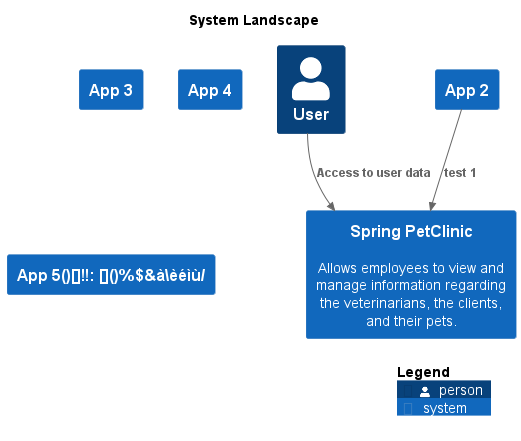 System Landscape
App 3
App 4
User
App 2
Access to user data
test 1
Spring PetClinic
Allows employees to view and
manage information regarding
the veterinarians, the clients,
and their pets.
App 5()[]!!: []()%$&à\èéìù/
Legend
person
system